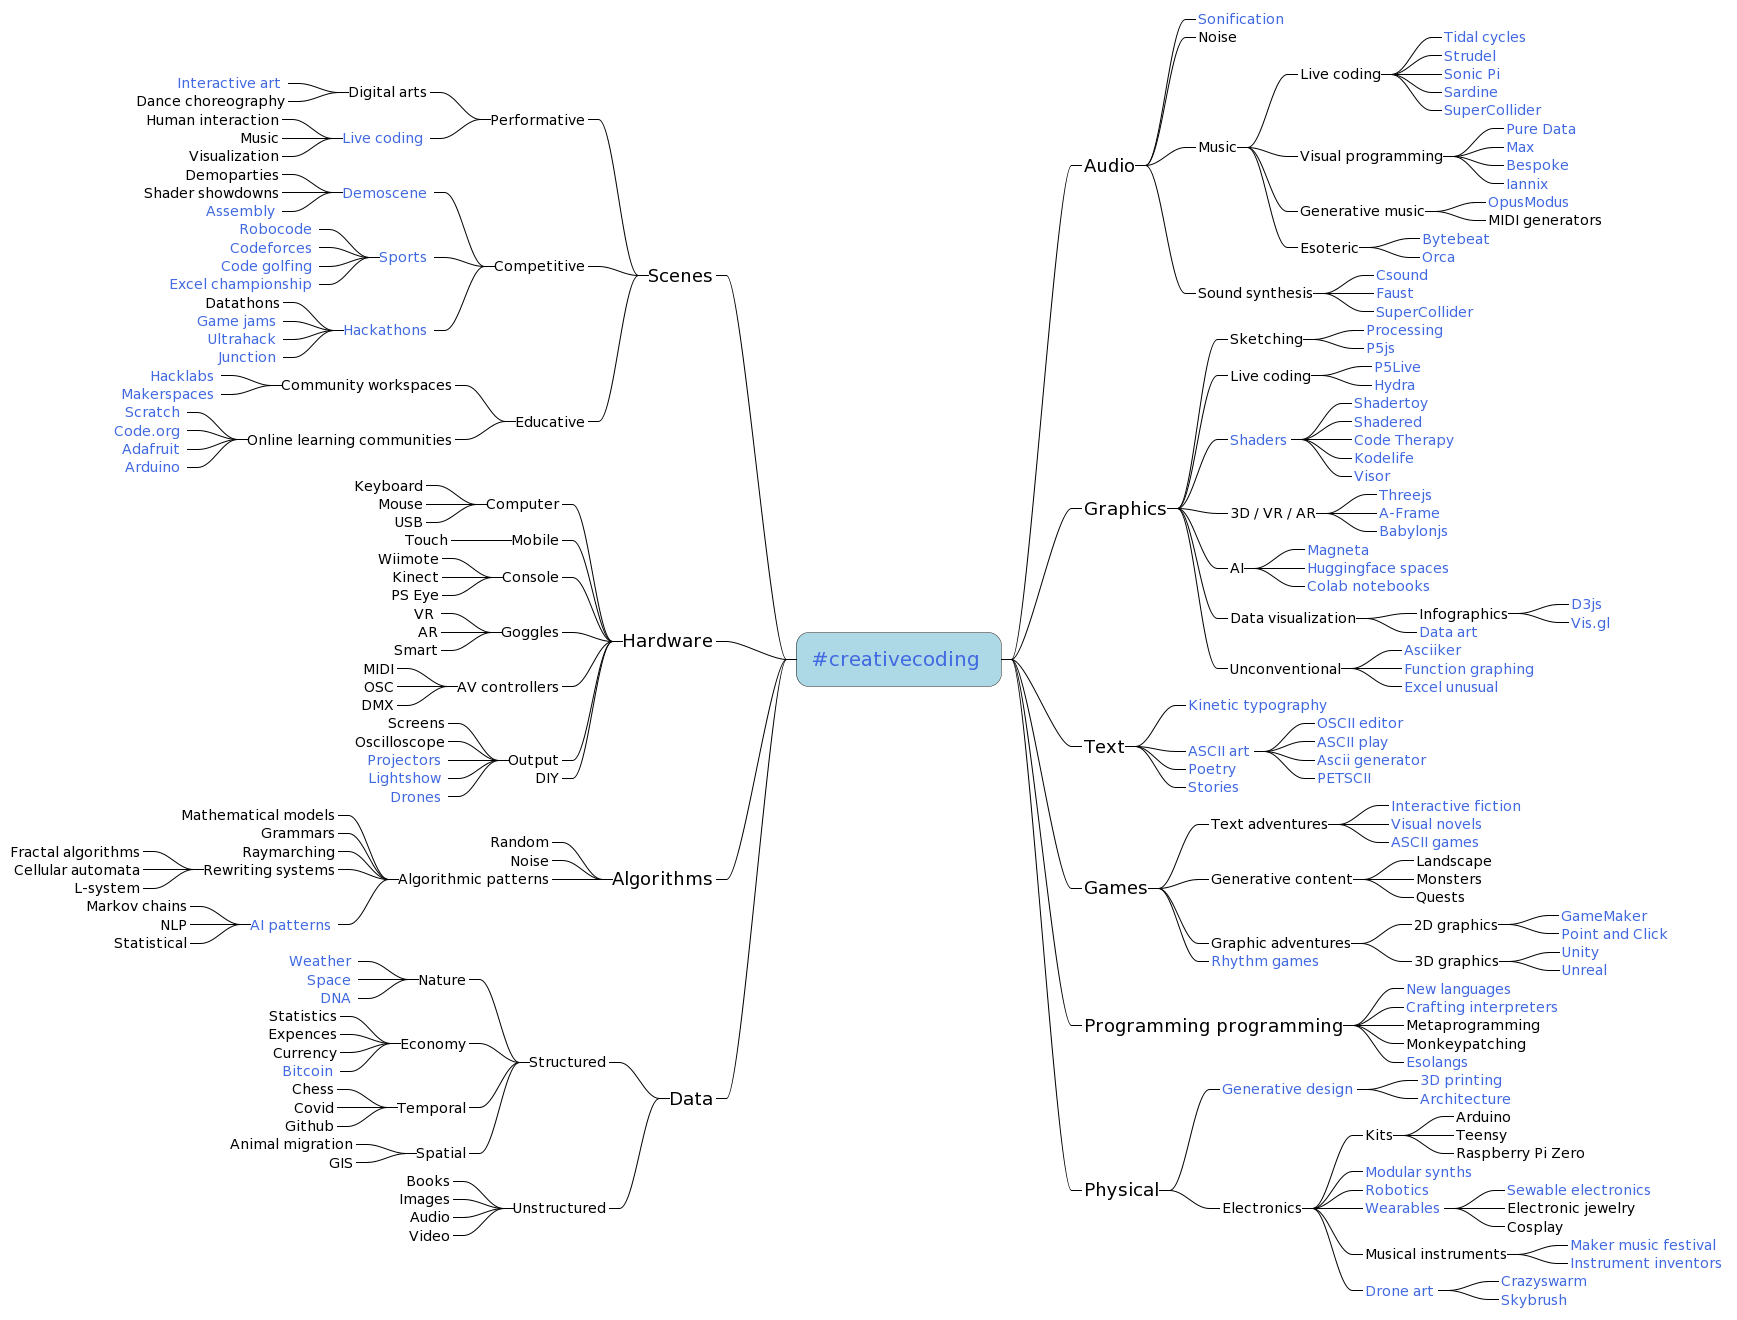 #creativecoding
Scenes
Performative
Digital arts
Interactive art
Dance choreography
Live coding
Human interaction
Music
Visualization
Competitive
Demoscene
Demoparties
Shader showdowns
Assembly
Sports
Robocode
Codeforces
Code golfing
Excel championship
Hackathons
Datathons
Game jams
Ultrahack
Junction
Educative
Community workspaces
Hacklabs
Makerspaces
Online learning communities
Scratch
Code.org
Adafruit
Arduino
Hardware
Computer
Keyboard
Mouse
USB
Mobile
Touch
Console
Wiimote
Kinect
PS Eye
Goggles
VR
AR
Smart
AV controllers
MIDI
OSC
DMX
Output
Screens
Oscilloscope
Projectors
Lightshow
Drones
DIY
Algorithms
Random
Noise
Algorithmic patterns
Mathematical models
Grammars
Raymarching
Rewriting systems
Fractal algorithms
Cellular automata
L-system
AI patterns
Markov chains
NLP
Statistical
Data
Structured
Nature
Weather
Space
DNA
Economy
Statistics
Expences
Currency
Bitcoin
Temporal
Chess
Covid
Github
Spatial
Animal migration
GIS
Unstructured
Books
Images
Audio
Video
Audio
Sonification
Noise
Music
Live coding
Tidal cycles
Strudel
Sonic Pi
Sardine
SuperCollider
Visual programming
Pure Data
Max
Bespoke
Iannix
Generative music
OpusModus
MIDI generators
Esoteric
Bytebeat
Orca
Sound synthesis
Csound
Faust
SuperCollider
Graphics
Sketching
Processing
P5js
Live coding
P5Live
Hydra
Shaders
Shadertoy
Shadered
Code Therapy
Kodelife
Visor
3D / VR / AR
Threejs
A-Frame
Babylonjs
AI
Magneta
Huggingface spaces
Colab notebooks
Data visualization
Infographics
D3js
Vis.gl
Data art
Unconventional
Asciiker
Function graphing
Excel unusual
Text
Kinetic typography
ASCII art
OSCII editor
ASCII play
Ascii generator
PETSCII
Poetry
Stories
Games
Text adventures
Interactive fiction
Visual novels
ASCII games
Generative content
Landscape
Monsters
Quests
Graphic adventures
2D graphics
GameMaker
Point and Click
3D graphics
Unity
Unreal
Rhythm games
Programming programming
New languages
Crafting interpreters
Metaprogramming
Monkeypatching
Esolangs
Physical
Generative design
3D printing
Architecture
Electronics
Kits
Arduino
Teensy
Raspberry Pi Zero
Modular synths
Robotics
Wearables
Sewable electronics
Electronic jewelry
Cosplay
Musical instruments
Maker music festival
Instrument inventors
Drone art
Crazyswarm
Skybrush